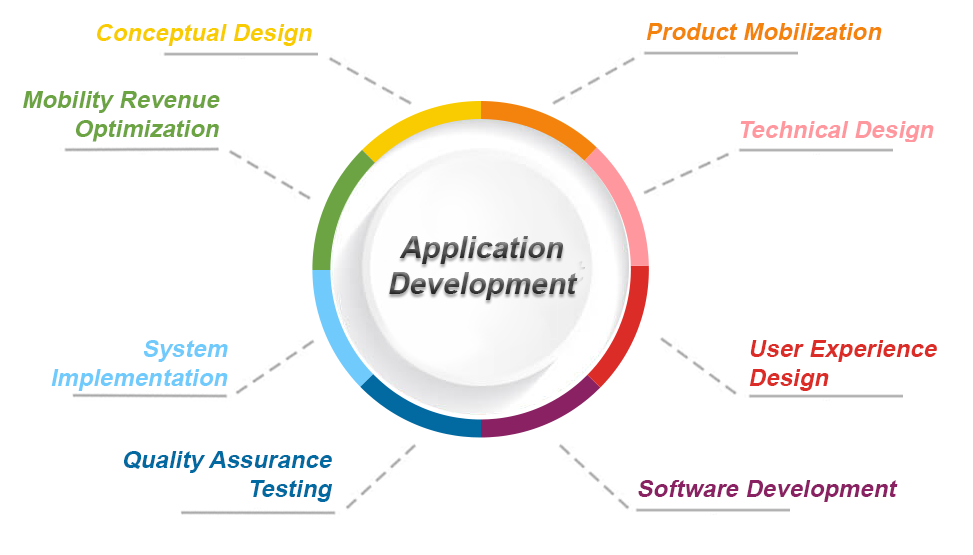 Conceptual Design
Product Mobilization
Mobility Revenue
Optimization
Technical Design
Application
Development
System
Implementation
User Experience
Design
Quality Assurance
Testing
Software Development